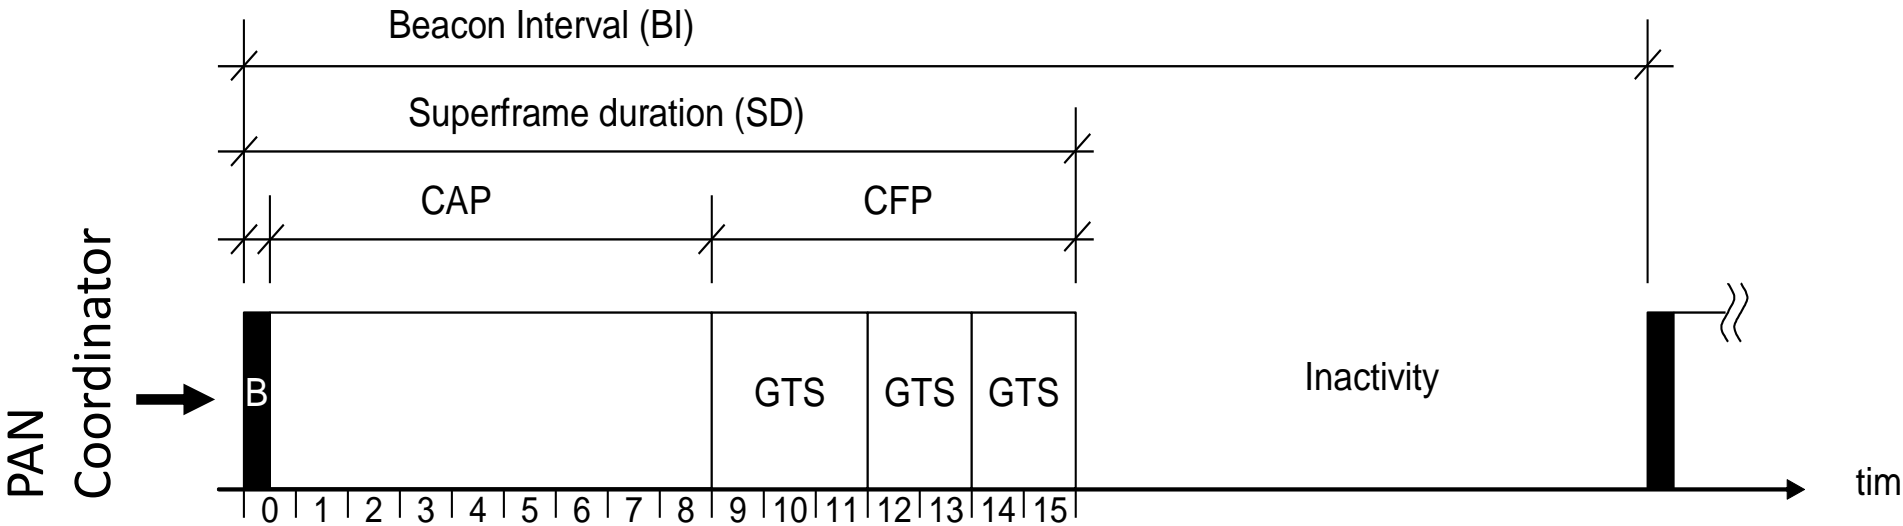 Beacon Interval (BI)
Superframe duration (SD)
CAP CFP
PAN
Coordinator
B GTS GTS GTS Inactivity
0 1 2 3 4 5 6 7 8 9 10 11 12 13 14 15
tim